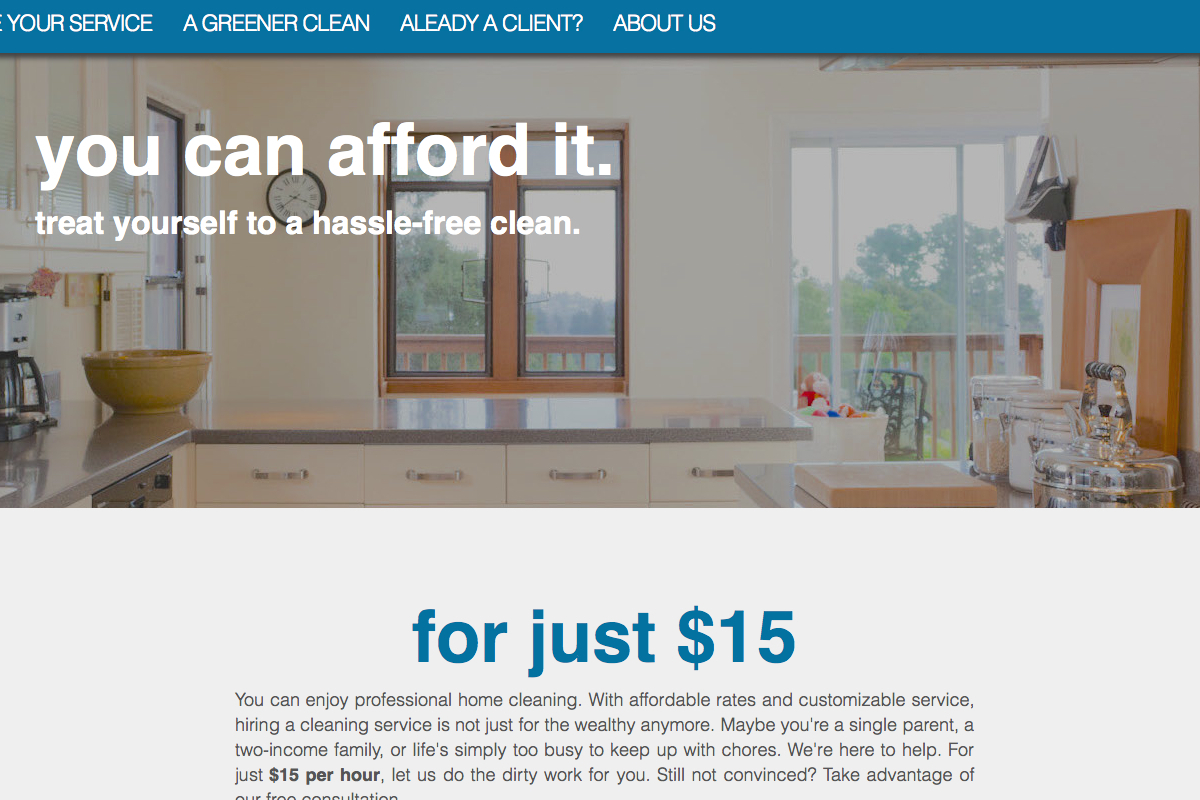 YOUR SERVICE A GREENER CLEAN ALEADY A CLIENT? ABOUT US
you can afford it.
treat yourself to a hassle-free clean.
for just $15
You can enjoy professional home cleaning. With affordable rates and customizable service,
hiring a cleaning service is not just for the wealthy anymore. Maybe you're a single parent, a
two-income family, or life's simply too busy to keep up with chores. We're here to help. For
just $15 per hour, let us do the dirty work for you. Still not convinced? Take advantage of
our free consultation.